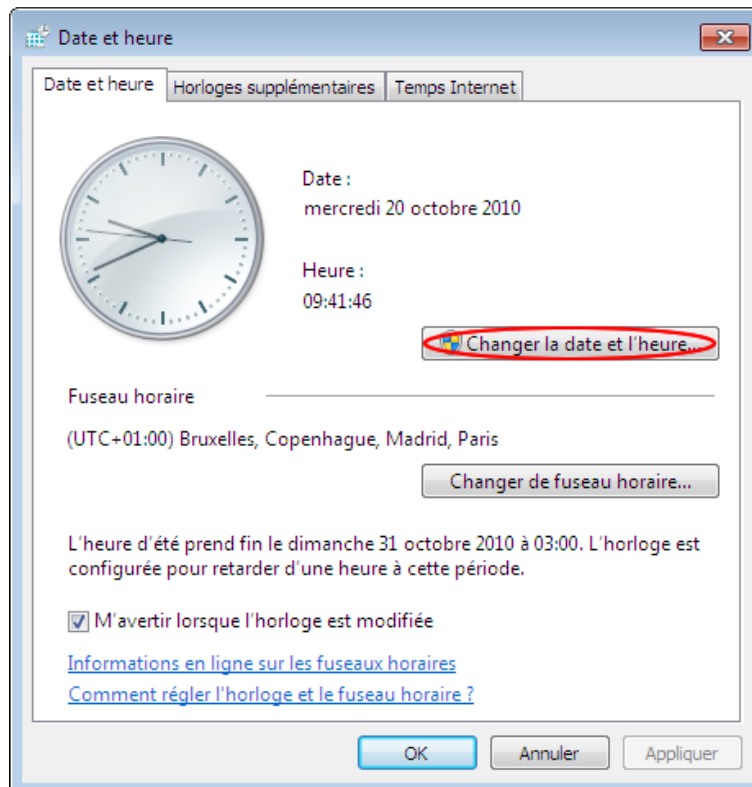 Date et heure
Date et heure
Horloges supplémentaires
Temps Internet
Date :
mercredi 20 octobre 2010
Heure :
09:41:46
Changer la date et l'heure...
Fuseau horaire
(UTC+01:00) Bruxelles, Copenhague, Madrid, Paris
Changer de fuseau horaire...
L'heure d'été prend fin le dimanche 31 octobre 2010 à 03:00. L'horloge est
configurée pour retarder d'une heure à cette période.
M'avertir lorsque l'horloge est modifiée
Informations en ligne sur les fuseaux horaires
Comment régler l'horloge et le fuseau horaire ?
OK
Annuler
Appliquer